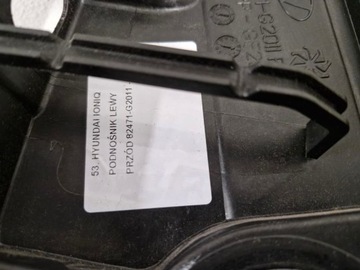 53. HYUNDAI IONIQ
PODNOŚNIK LEWY
PRZÓD 82471-G2011